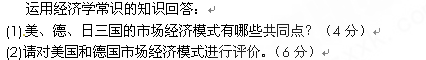 运用经济学常识的知识回答：
(1)美、德、日三国的市场经济模式有哪些共同点？（4分）
(2)请对美国和德国市场经济模式进行评价。（6分）